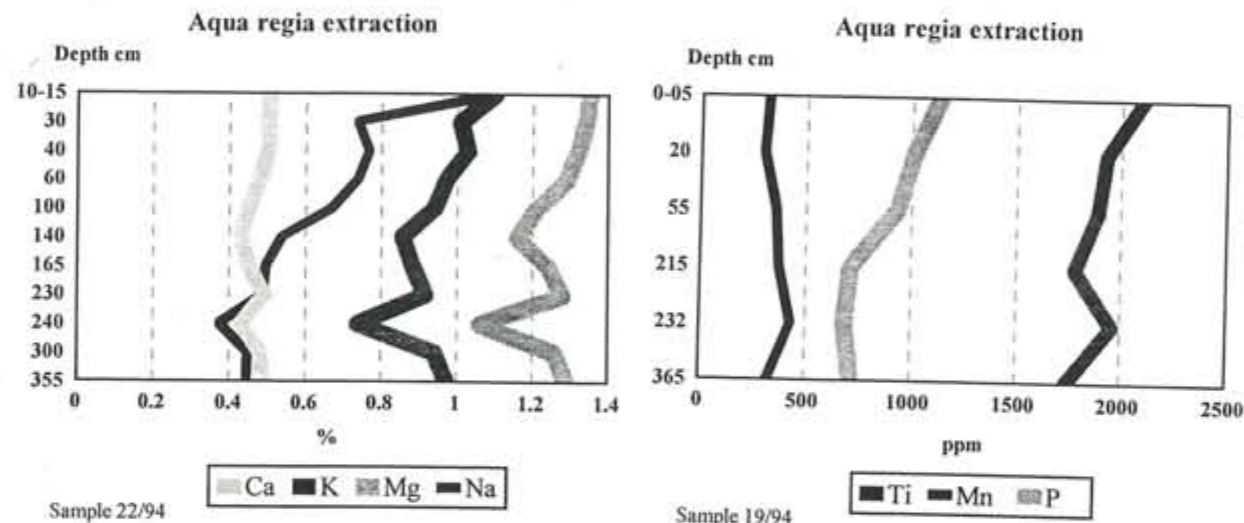 Aqua regia extraction
Depth cm
10-15
30
40
60
100
140
165
230
240
300
355
0 0.2 0.4 0.6 0.8 1 1.2 1.4
%
Ca K Mg Na
Sample 22/94
Aqua regia extraction
Depth cm
0-05
20
55
215
232
365
0 500 1000 1500 2000 2500
ppm
Ti Mn P
Sample 19/94